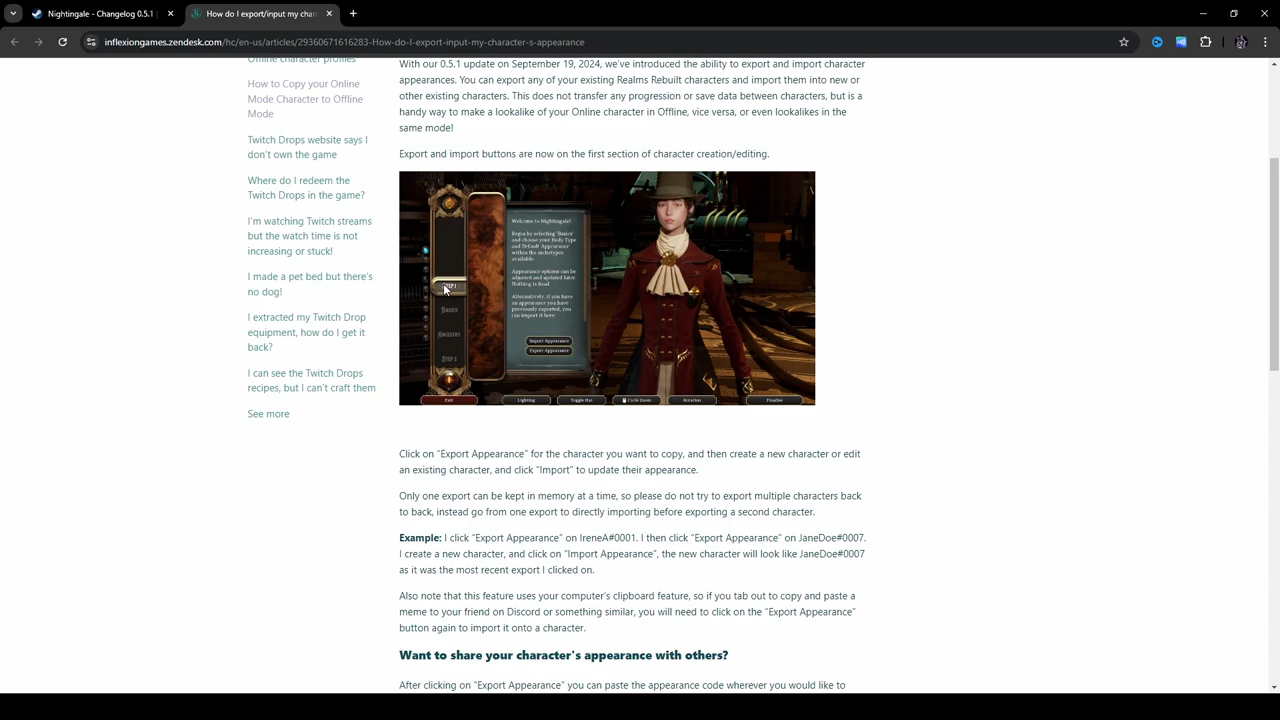 Nightingale - Changelog 0.5.1 |
How do I export/input my char
inflexiongames.zendesk.com/hc/en-us/articles/29360671616283-How-do-I-export-input-my-character-s-appearance
Offline character profiles
How to Copy your Online
Mode Character to Offline
Mode
Twitch Drops website says I
don't own the game
Where do I redeem the
Twitch Drops in the game?
I'm watching Twitch streams
but the watch time is not
increasing or stuck!
I made a pet bed but there's
no dog!
I extracted my Twitch Drop
equipment, how do I get it
back?
I can see the Twitch Drops
recipes, but I can't craft them
See more
With our 0.5.1 update on September 19, 2024, we've introduced the ability to export and import character
appearances. You can export any of your existing Realms Rebuilt characters and import them into new or
other existing characters. This does not transfer any progression or save data between characters, but is a
handy way to make a lookalike of your Online character in Offline, vice versa, or even lookalikes in the
same mode!
Export and import buttons are now on the first section of character creation/editing.
Basics
Ancestry
Step 2
Welcome to Nightingale!
Begin by selecting 'Basics'
and choose your Body Type
and Default Appearance
within the archetypes
available.
Appearance options can be
adjusted and updated later.
Nothing is final.
Alternatively, if you have
an appearance you have
previously exported, you
can import it here.
Import Appearance
Export Appearance
Exit
Lighting
Toggle Hat
Cycle Zoom
Rotation
Finalise
Click on "Export Appearance" for the character you want to copy, and then create a new character or edit
an existing character, and click "Import" to update their appearance.
Only one export can be kept in memory at a time, so please do not try to export multiple characters back
to back, instead go from one export to directly importing before exporting a second character.
Example: I click "Export Appearance" on IreneA#0001. I then click "Export Appearance" on JaneDoe#0007.
I create a new character, and click on "Import Appearance", the new character will look like JaneDoe#0007
as it was the most recent export I clicked on.
Also note that this feature uses your computer's clipboard feature, so if you tab out to copy and paste a
meme to your friend on Discord or something similar, you will need to click on the "Export Appearance"
button again to import it onto a character.
Want to share your character's appearance with others?
After clicking on "Export Appearance" you can paste the appearance code wherever you would like to